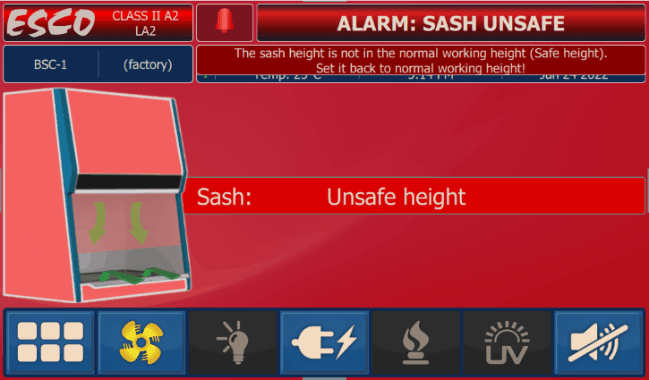 ESCO
CLASS II A2
LA2
ALARM: SASH UNSAFE
The sash height is not in the normal working height (Safe height).
Set it back to normal working height!
BSC-1
(factory)
Temp: 25°C
5:14 PM
Jun 24 2022
Sash:
Unsafe height
UV